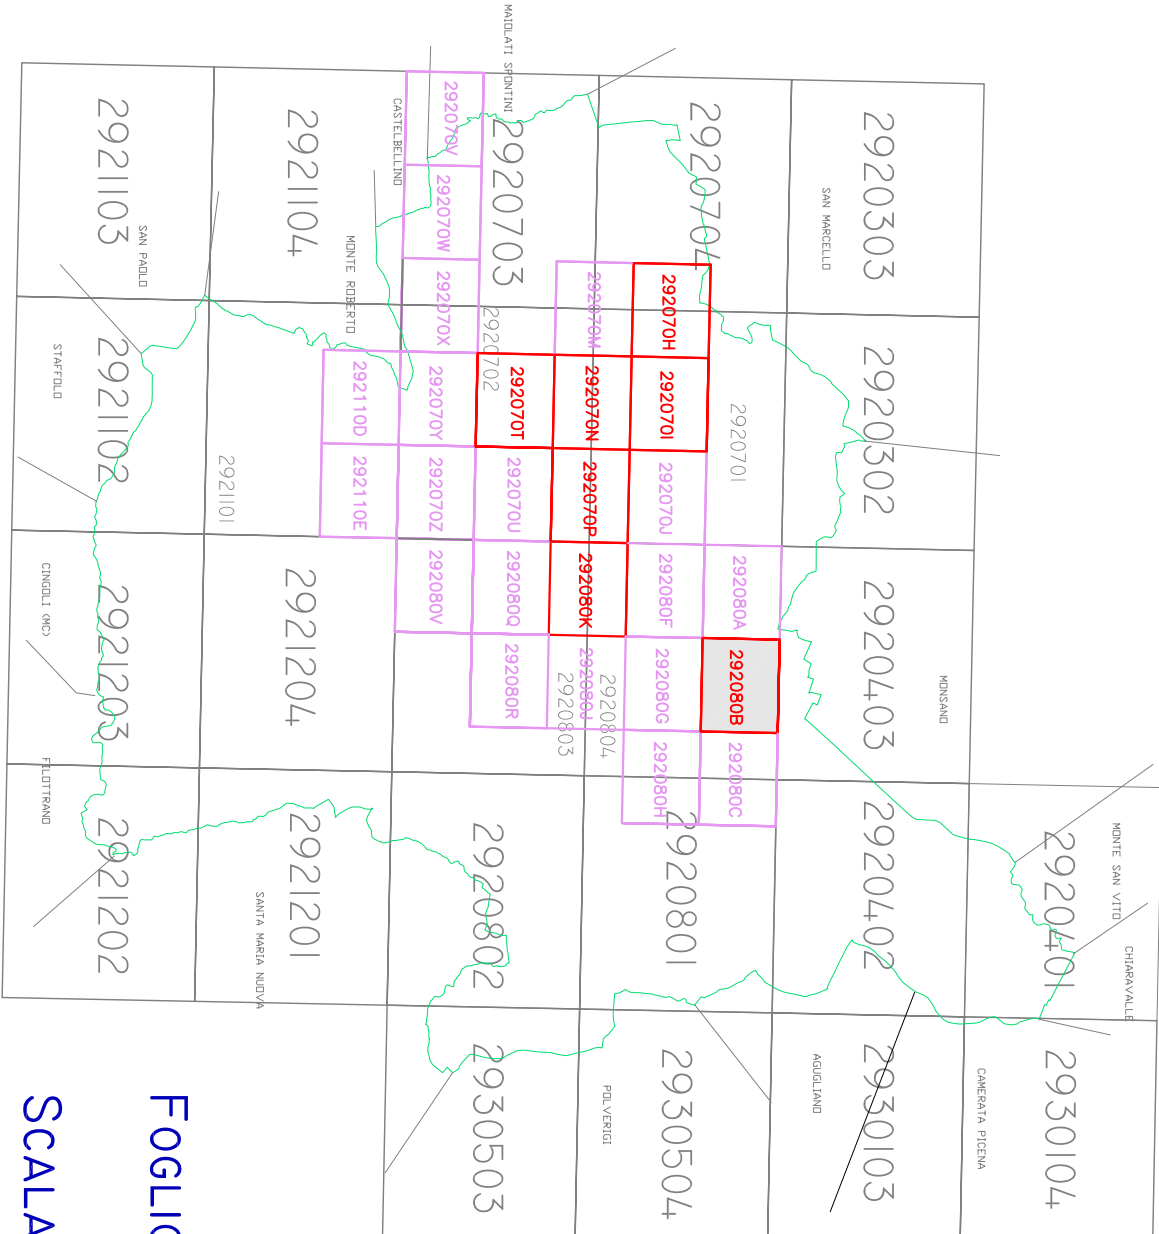 CHIARAVALLE
MONTE SAN VITO
2920401
2930104
CAMERATA PICENA
MONSANO
2920303
2920302
2920403
2920402
2930103
SAN MARCELLO
AGUGLIANO
2920701
292080A
292080B
292080C
2920704
292070H
292070I
292070J
292080F
292080G
292080H
2920801
2930504
2920804
POLVERIGI
292070M
292070N
292070P
292080K
292080J
2920803
MAIOLATI SPONTINI
2920703
2920702
292070T
292070U
292080Q
292080R
2920802
2930503
292070V
292070W
292070X
292070Y
292070Z
292080V
CASTELBELLINO
MONTE ROBERTO
292110D
292110E
2921104
2921204
2921201
SANTA MARIA NUOVA
2921101
SAN PAOLO
2921103
2921102
2921203
2921202
STAFFOLO
CINGOLI (MC)
FILOTTRANO
FOGLIO
SCALA